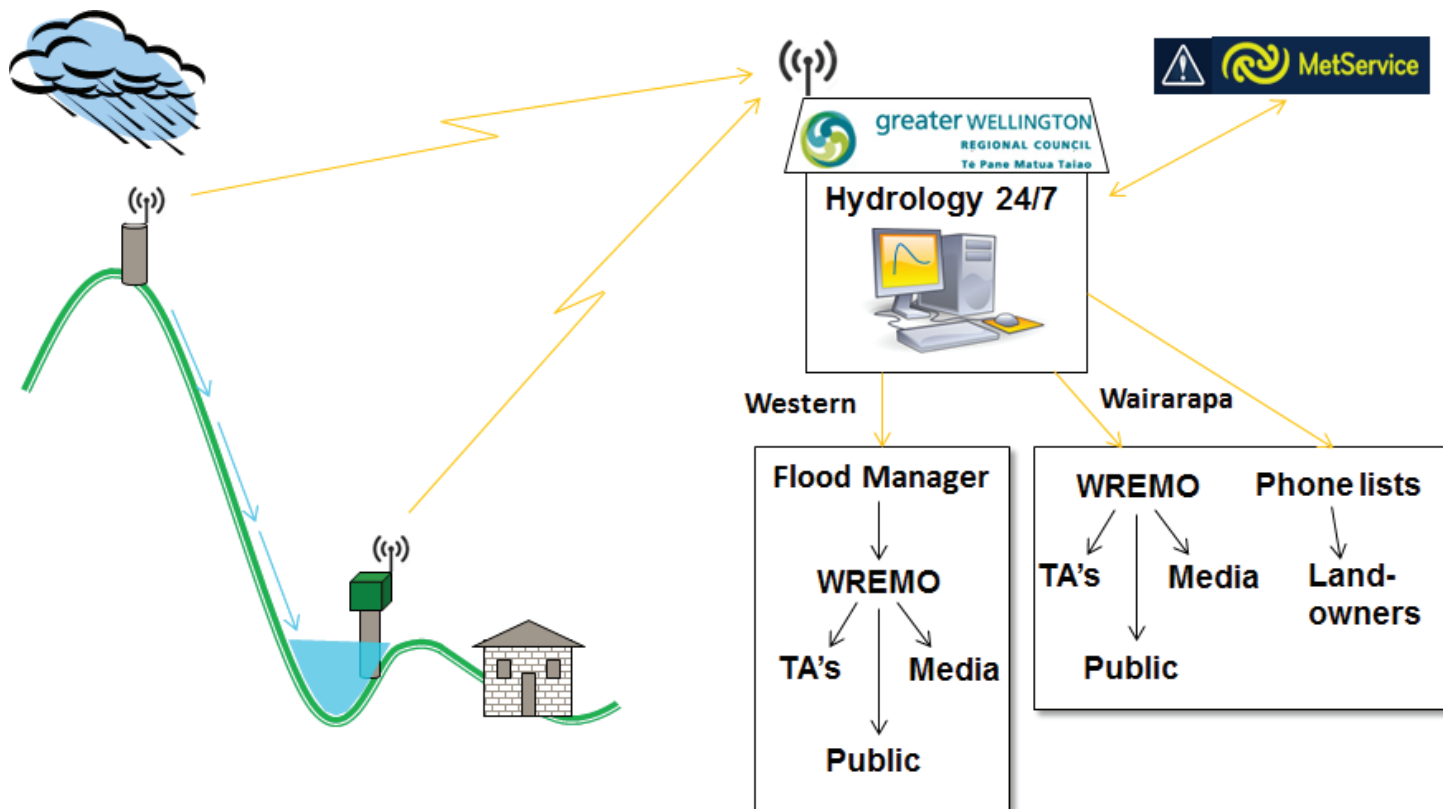 MetService
greater WELLINGTON
REGIONAL COUNCIL
Te Pane Matua Taiao
Hydrology 24/7
Western
Wairarapa
Flood Manager
WREMO
TA's
Media
Public
WREMO
Phone lists
TA's
Media
Land-
owners
Public